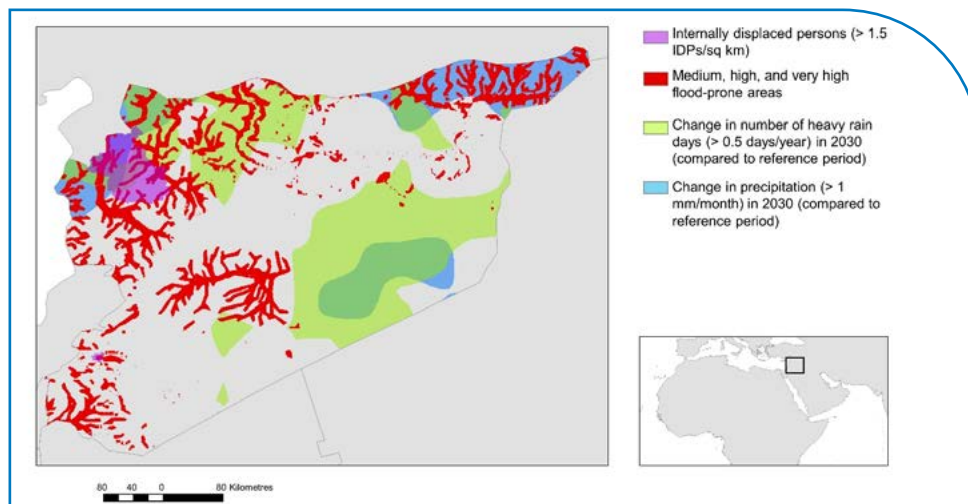 Internally displaced persons (> 1.5
IDPs/sq km)
Medium, high, and very high
flood-prone areas
Change in number of heavy rain
days (> 0.5 days/year) in 2030
(compared to reference period)
Change in precipitation (> 1
mm/month) in 2030 (compared to
reference period)
80 40 0 80 Kilometres